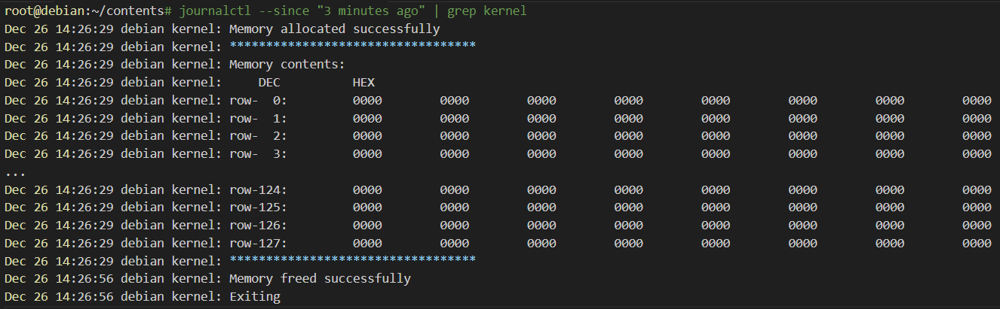 root@debian:~/contents# journalctl --since "3 minutes ago" | grep kernel
Dec 26 14:26:29 debian kernel: Memory allocated successfully
Dec 26 14:26:29 debian kernel: **********************************
Dec 26 14:26:29 debian kernel: Memory contents:
Dec 26 14:26:29 debian kernel:     DEC          HEX
Dec 26 14:26:29 debian kernel: row-  0:         0000        0000        0000        0000        0000        0000        0000        0000
Dec 26 14:26:29 debian kernel: row-  1:         0000        0000        0000        0000        0000        0000        0000        0000
Dec 26 14:26:29 debian kernel: row-  2:         0000        0000        0000        0000        0000        0000        0000        0000
Dec 26 14:26:29 debian kernel: row-  3:         0000        0000        0000        0000        0000        0000        0000        0000
...
Dec 26 14:26:29 debian kernel: row-124:         0000        0000        0000        0000        0000        0000        0000        0000
Dec 26 14:26:29 debian kernel: row-125:         0000        0000        0000        0000        0000        0000        0000        0000
Dec 26 14:26:29 debian kernel: row-126:         0000        0000        0000        0000        0000        0000        0000        0000
Dec 26 14:26:29 debian kernel: row-127:         0000        0000        0000        0000        0000        0000        0000        0000
Dec 26 14:26:29 debian kernel: **********************************
Dec 26 14:26:56 debian kernel: Memory freed successfully
Dec 26 14:26:56 debian kernel: Exiting